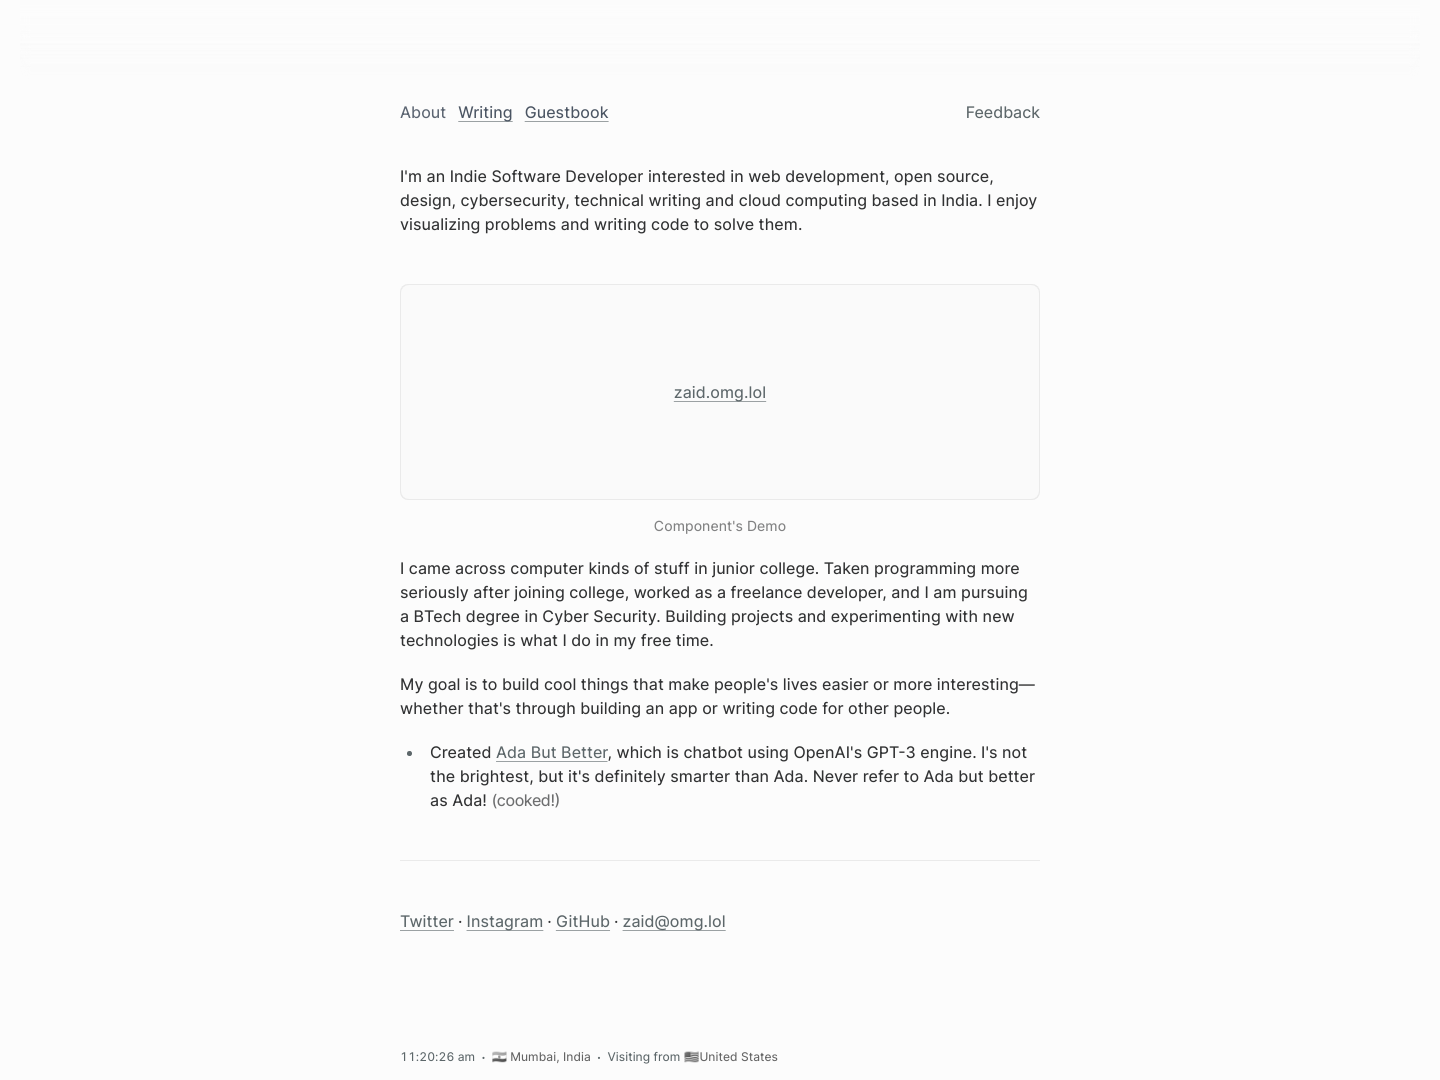 About Writing Guestbook Feedback
I'm an Indie Software Developer interested in web development, open source,
design, cybersecurity, technical writing and cloud computing based in India. I enjoy
visualizing problems and writing code to solve them.
zaid.omg.lol
Component's Demo
I came across computer kinds of stuff in junior college. Taken programming more
seriously after joining college, worked as a freelance developer, and I am pursuing
a BTech degree in Cyber Security. Building projects and experimenting with new
technologies is what I do in my free time.
My goal is to build cool things that make people's lives easier or more interesting—
whether that's through building an app or writing code for other people.
• Created Ada But Better, which is chatbot using OpenAI's GPT-3 engine. I's not
the brightest, but it's definitely smarter than Ada. Never refer to Ada but better
as Ada! (cooked!)
Twitter · Instagram · GitHub · zaid@omg.lol
11:20:26 am · 🇮🇳 Mumbai, India · Visiting from 🇺🇸United States